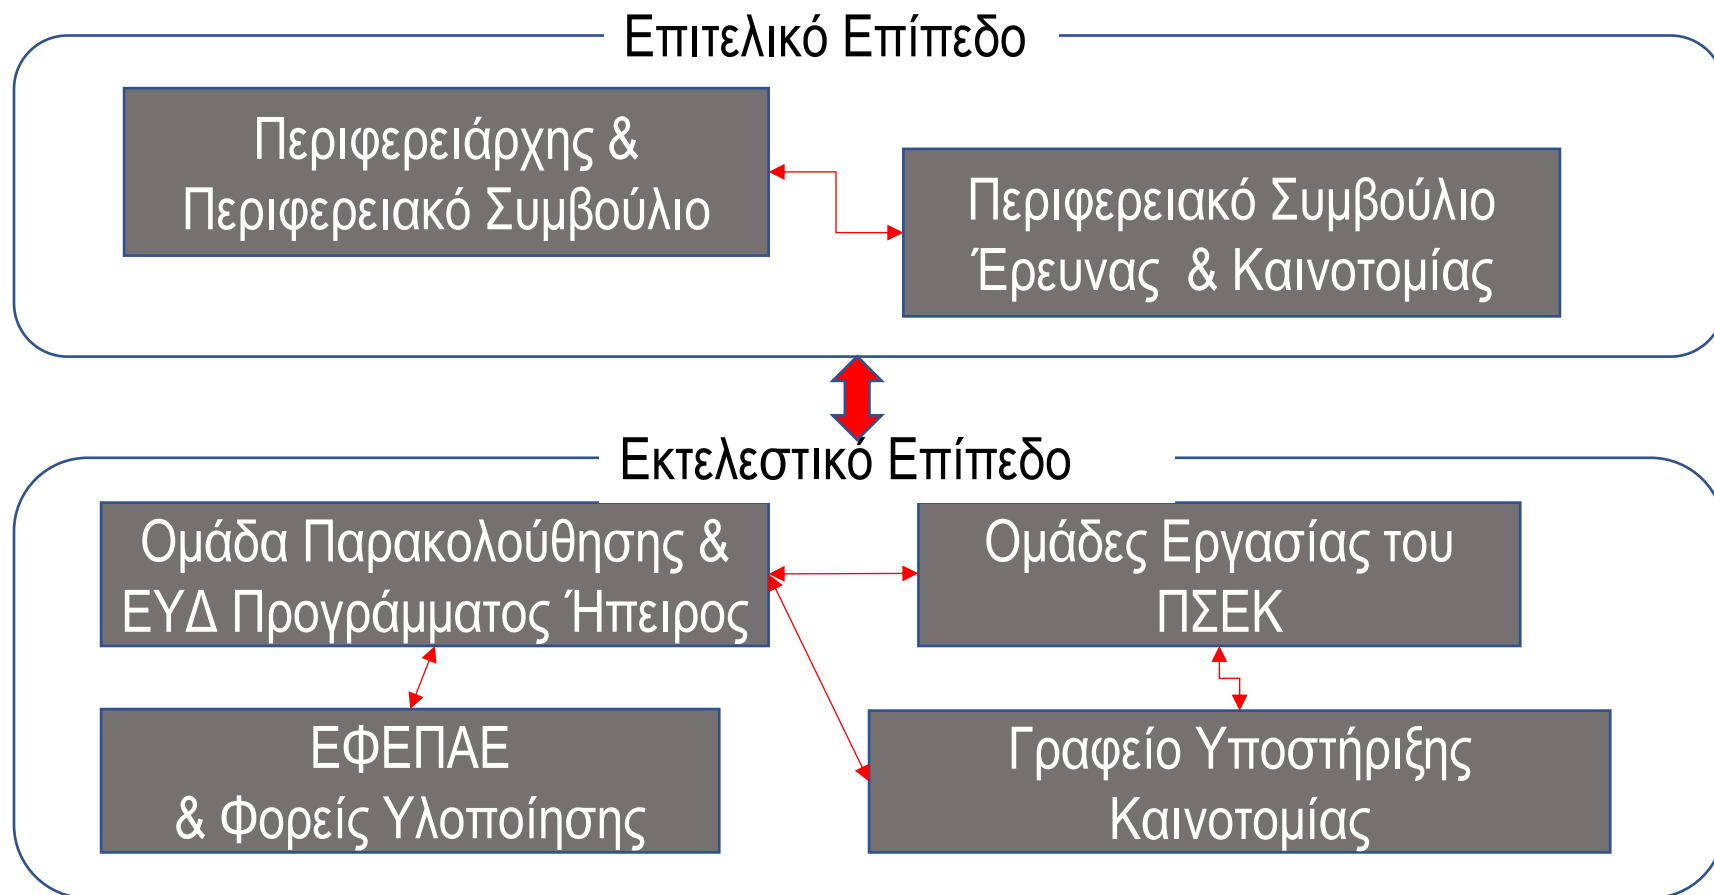 Επιτελικό Επίπεδο
Περιφερειάρχης &
Περιφερειακό Συμβούλιο
Περιφερειακό Συμβούλιο
Έρευνας & Καινοτομίας
Εκτελεστικό Επίπεδο
Ομάδα Παρακολούθησης &
ΕΥΔ Προγράμματος Ήπειρος
Ομάδες Εργασίας του
ΠΣΕΚ
ΕΦΕΠΑΕ
& Φορείς Υλοποίησης
Γραφείο Υποστήριξης
Καινοτομίας